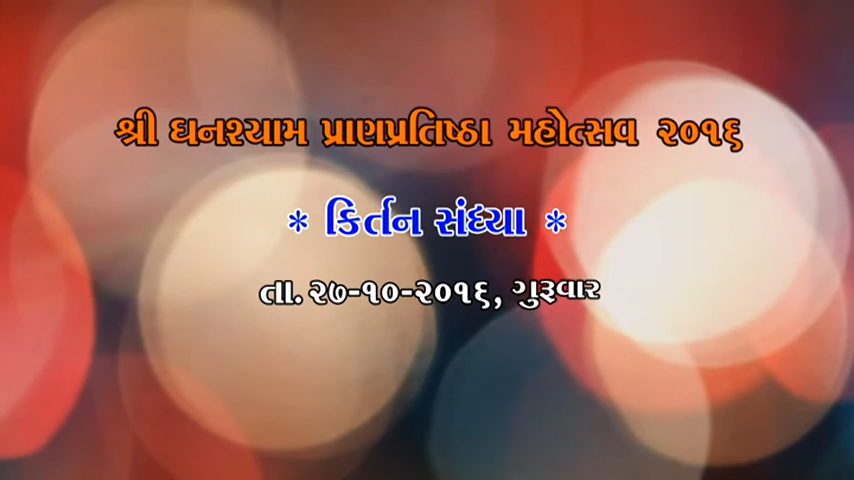 શ્રી ઘનશ્યામ પ્રાણપ્રતિષ્ઠા મહોત્સવ ૨૦૧૬
* કિર્તન સંધ્યા *
તા. ૨૭-૧૦-૨૦૧૬, ગુરૂવાર